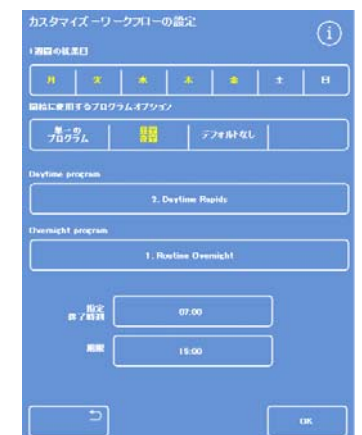 カスタマイズ – ワークフローの設定
1週間の就業日
月 火 水 木 金 土 日
開始に使用するプログラムオプション
単一の
プログラム
デフォルトなし
Daytime program
2. Daytime Rapids
Overnight program
1. Routine Overnight
設定
終了時刻
07:00
期限
15:00
OK